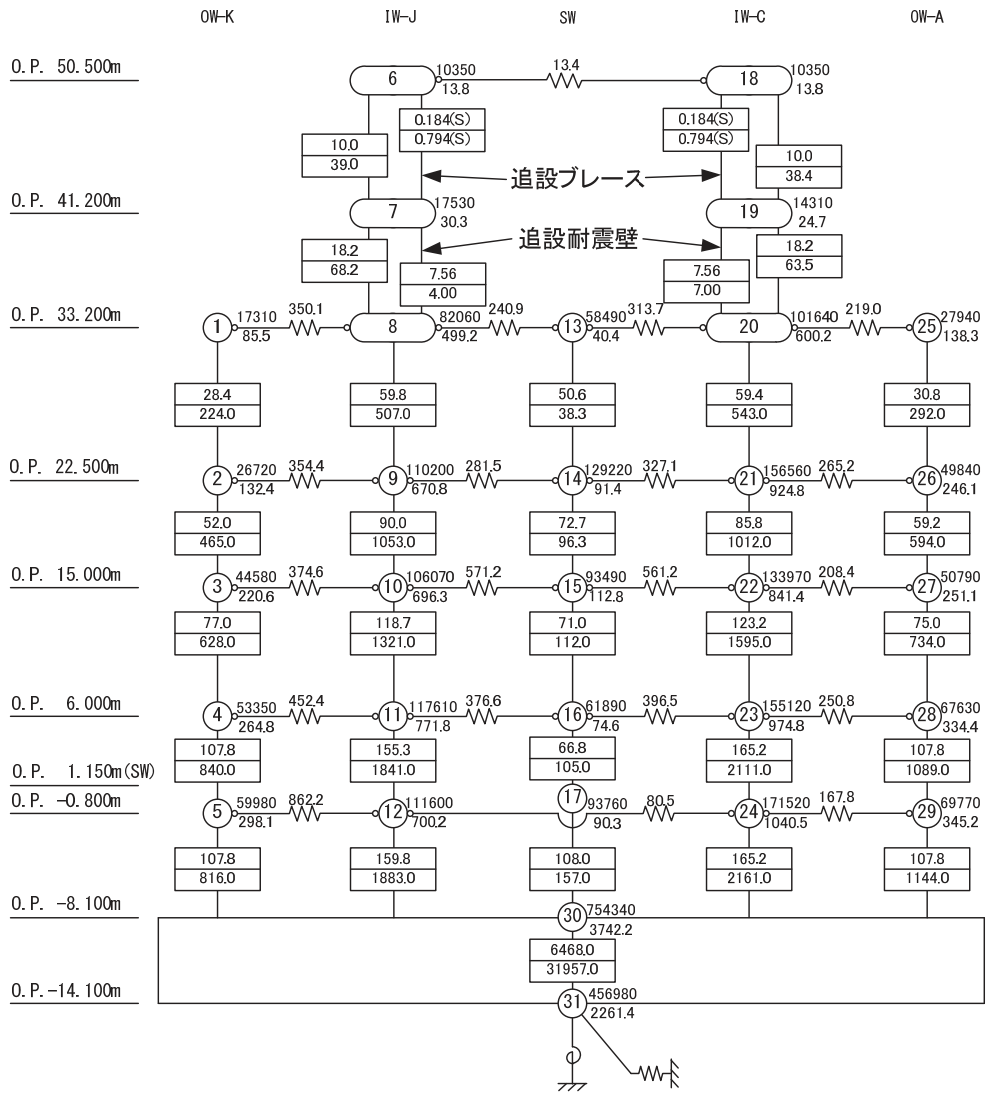 OW-K IW-J SW IW-C OW-A
O.P. 50.500m 6 10350 13.4 18 10350
13.8 13.8
0.184(S) 0.184(S)
0.794(S) 0.794(S)
10.0 10.0
39.0 38.4
追設ブレース
O.P. 41.200m 7 17530 19 14310
30.3 24.7
追設耐震壁
18.2 18.2
68.2 63.5
7.56 7.56
4.00 7.00
O.P. 33.200m 1 17310 350.1 8 82060 240.9 13 58490 313.7 20 101640 219.0 25 27940
85.5 499.2 40.4 600.2 138.3
28.4 59.8 50.6 59.4 30.8
224.0 507.0 38.3 543.0 292.0
O.P. 22.500m 2 26720 354.4 9 110200 281.5 14 129220 327.1 21 156560 265.2 26 49840
132.4 670.8 91.4 924.8 246.1
52.0 90.0 72.7 85.8 59.2
465.0 1053.0 96.3 1012.0 594.0
O.P. 15.000m 3 44580 374.6 10 106070 571.2 15 93490 561.2 22 133970 208.4 27 50790
220.6 696.3 112.8 841.4 251.1
77.0 118.7 71.0 123.2 75.0
628.0 1321.0 112.0 1595.0 734.0
O.P. 6.000m 4 53350 452.4 11 117610 376.6 16 61890 396.5 23 155120 250.8 28 67630
264.8 771.8 74.6 974.8 334.4
107.8 155.3 66.8 165.2 107.8
840.0 1841.0 105.0 2111.0 1089.0
O.P. 1.150m(SW) 17
O.P. -0.800m 5 59980 862.2 12 111600 93760 80.5 24 171520 167.8 29 69770
298.1 700.2 90.3 1040.5 345.2
107.8 159.8 108.0 165.2 107.8
816.0 1883.0 157.0 2161.0 1144.0
O.P. -8.100m 30 754340
3742.2
6468.0
31957.0
O.P.-14.100m 31 456980
2261.4